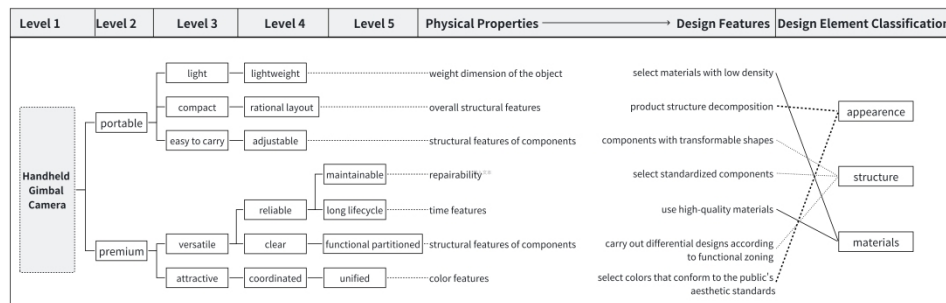 Level 1 Level 2 Level 3 Level 4 Level 5 Physical Properties Design Features Design Element Classification
light lightweight weight dimension of the object select materials with low density
compact rational layout overall structural features product structure decomposition
portable
appearence
easy to carry adjustable structural features of components components with transformable shapes
Handheld
Gimbal
Camera
maintainable repairability select standardized components
structure
reliable long lifecycle time features use high-quality materials
premium
versatile clear functional partitioned structural features of components carry out differential designs according
to functional zoning
materials
attractive coordinated unified color features select colors that conform to the public's
aesthetic standards